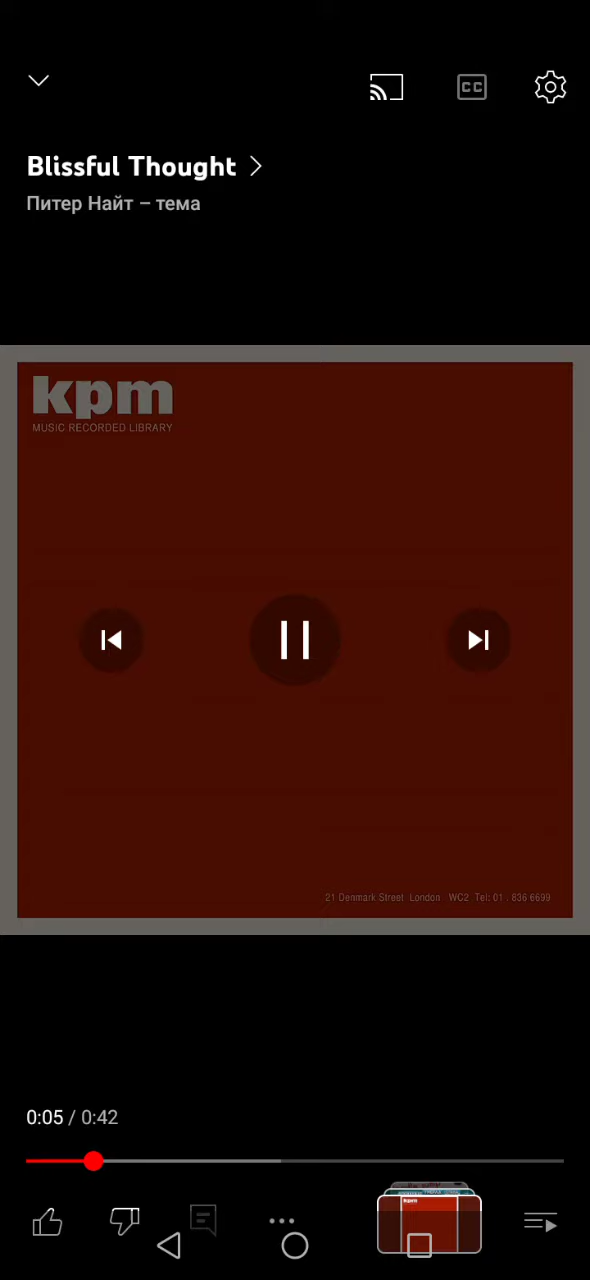 CC
Blissful Thought
Питер Найт – тема
kpm
MUSIC RECORDED LIBRARY
21 Denmark Street London WC2 Tel: 01 . 836 6699
0:05 / 0:42